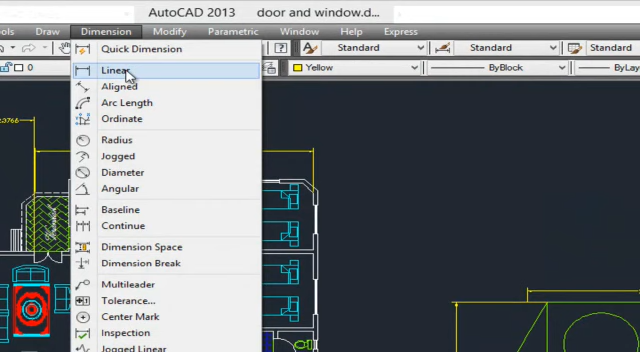 AutoCAD 2013 door and window.d...
ols Draw Dimension Modify Parametric Window Help Express
Standard Standard Standard
0 Yellow ByBlock ByLay
Quick Dimension
Linear
Aligned
Arc Length
Ordinate
Radius
Jogged
Diameter
Angular
Baseline
Continue
Dimension Space
Dimension Break
Multileader
Tolerance...
Center Mark
Inspection
Jogged Linear